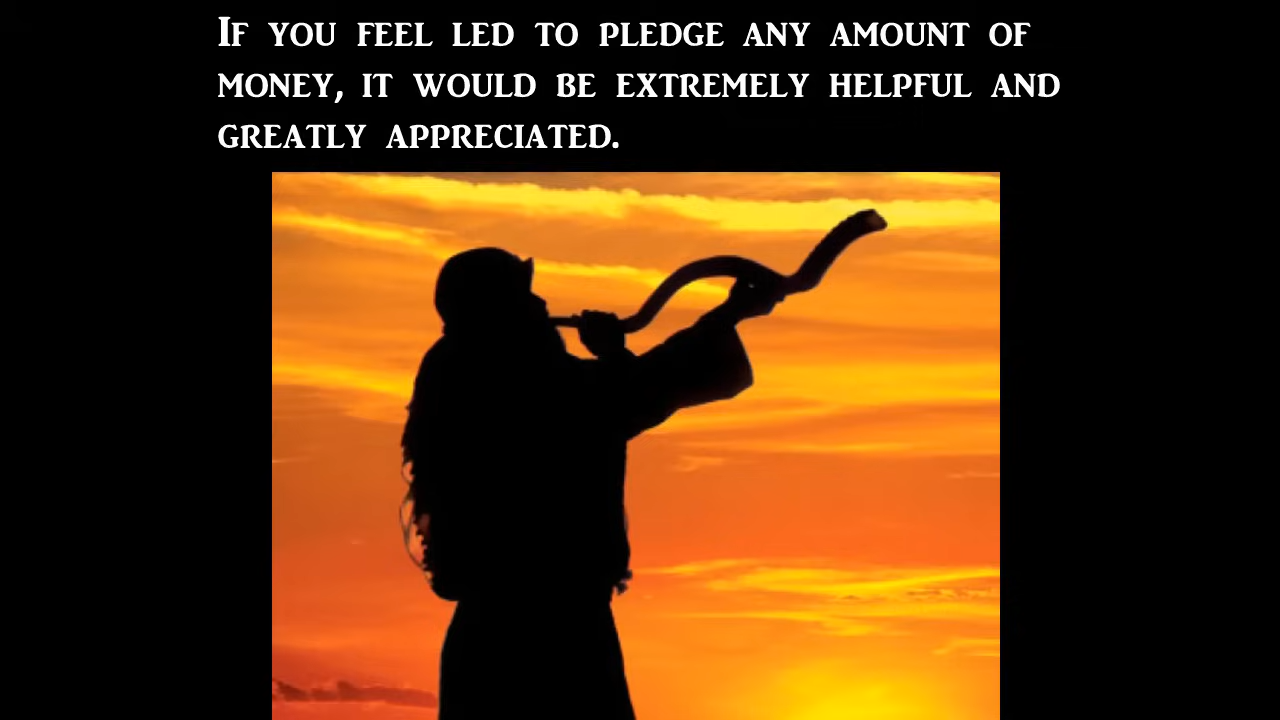 If you feel led to pledge any amount of
money, it would be extremely helpful and
greatly appreciated.